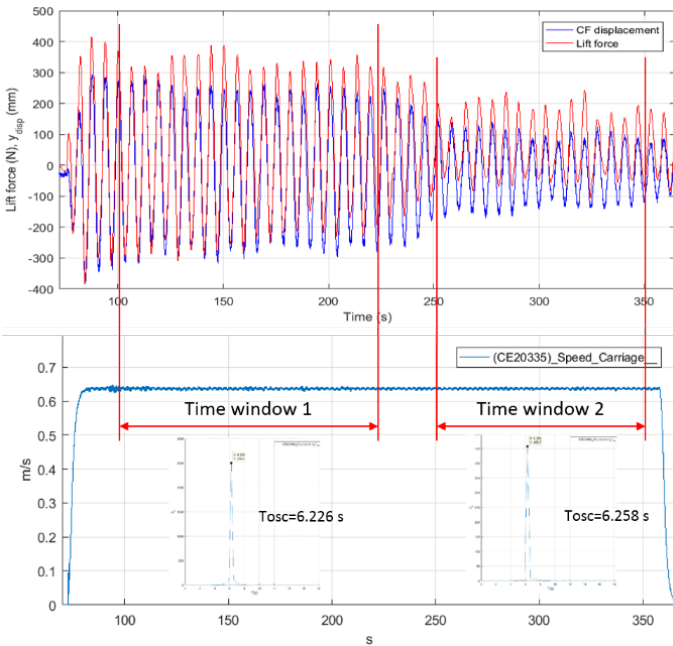 500
400
300
200
100
0
-100
-200
-300
-400
Lift force (N), y_disp (mm)
CF displacement
Lift force
100
150
200
250
300
350
Time (s)
(CE20335)_Speed_Carriage__
0.7
0.6
0.5
0.4
0.3
0.2
0.1
0
m/s
Time window 1
Time window 2
Tosc=6.226 s
Tosc=6.258 s
100
150
200
250
300
350
s